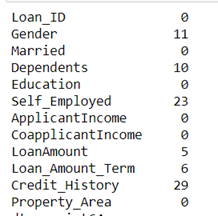 Loan_ID 0
Gender 11
Married 0
Dependents 10
Education 0
Self_Employed 23
ApplicantIncome 0
CoapplicantIncome 0
LoanAmount 5
Loan_Amount_Term 6
Credit_History 29
Property_Area 0